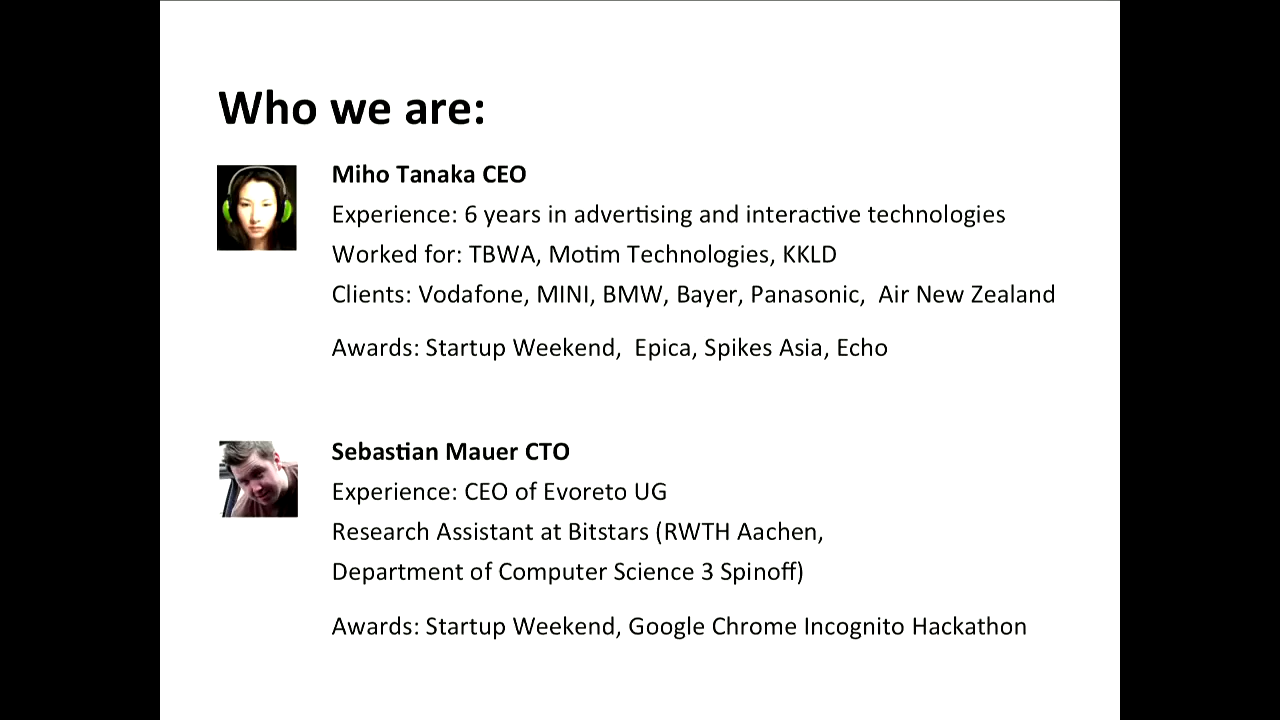 Who we are:
Miho Tanaka CEO
Experience: 6 years in advertising and interactive technologies
Worked for: TBWA, Motim Technologies, KKLD
Clients: Vodafone, MINI, BMW, Bayer, Panasonic,  Air New Zealand
Awards: Startup Weekend,  Epica, Spikes Asia, Echo
Sebastian Mauer CTO
Experience: CEO of Evoreto UG
Research Assistant at Bitstars (RWTH Aachen,
Department of Computer Science 3 Spinoff)
Awards: Startup Weekend, Google Chrome Incognito Hackathon